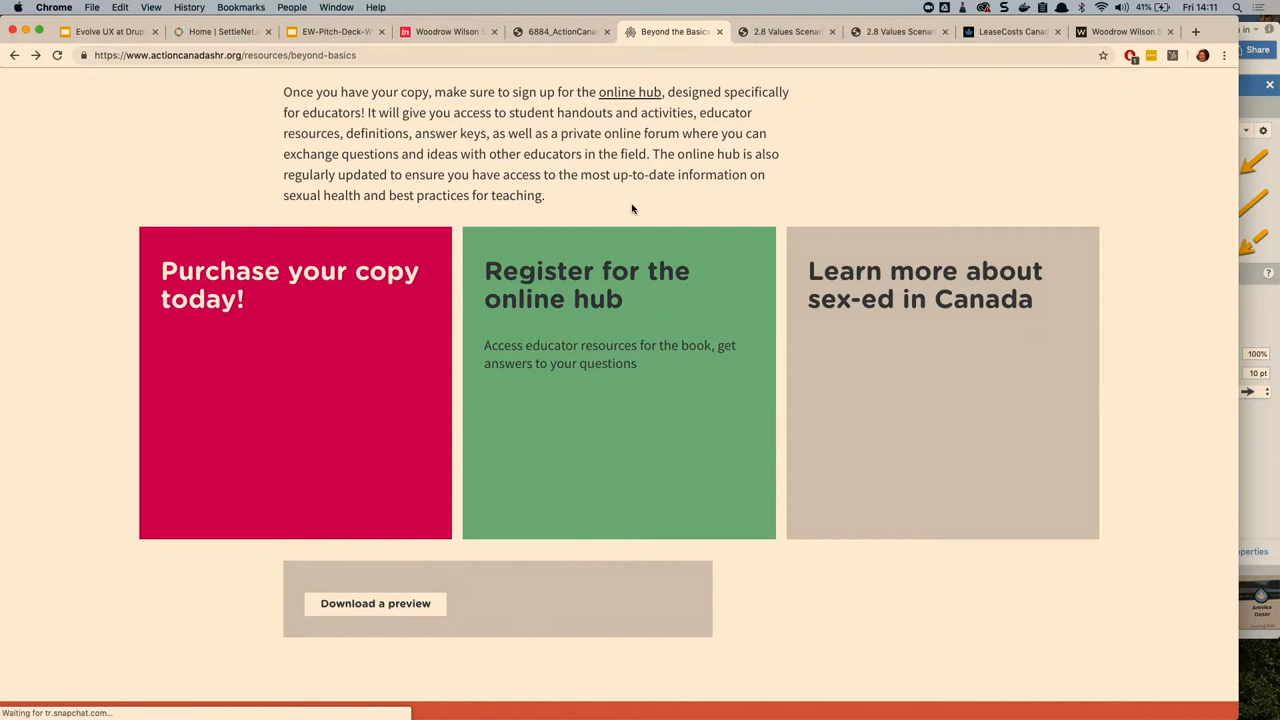 Chrome File Edit View History Bookmarks People Window Help 41% Fri 14:11
Evolve UX at Drup Home | SettleNet. EW-Pitch-Deck-W Woodrow Wilson S 6884_ActionCana Beyond the Basics 2.8 Values Scenari 2.8 Values Scenari LeaseCosts Canad Woodrow Wilson S
https://www.actioncanadashr.org/resources/beyond-basics
Share
Once you have your copy, make sure to sign up for the online hub, designed specifically
for educators! It will give you access to student handouts and activities, educator
resources, definitions, answer keys, as well as a private online forum where you can
exchange questions and ideas with other educators in the field. The online hub is also
regularly updated to ensure you have access to the most up-to-date information on
sexual health and best practices for teaching.
Purchase your copy
today!
Register for the
online hub
Access educator resources for the book, get
answers to your questions
Learn more about
sex-ed in Canada
100%
10 pt
Download a preview
operties
Annika
Waiting for tr.snapchat.com...